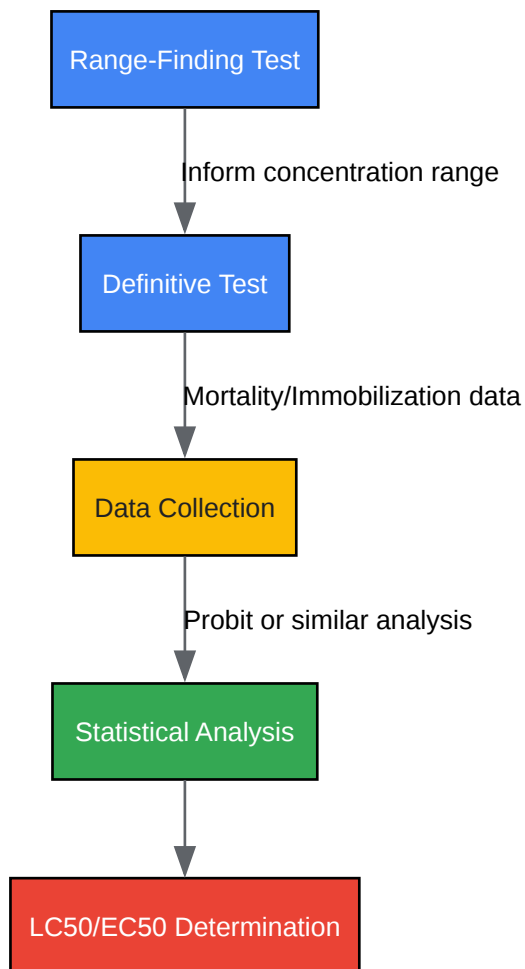 Range-Finding Test
Inform concentration range
Definitive Test
Mortality/Immobilization data
Data Collection
Probit or similar analysis
Statistical Analysis
LC50/EC50 Determination